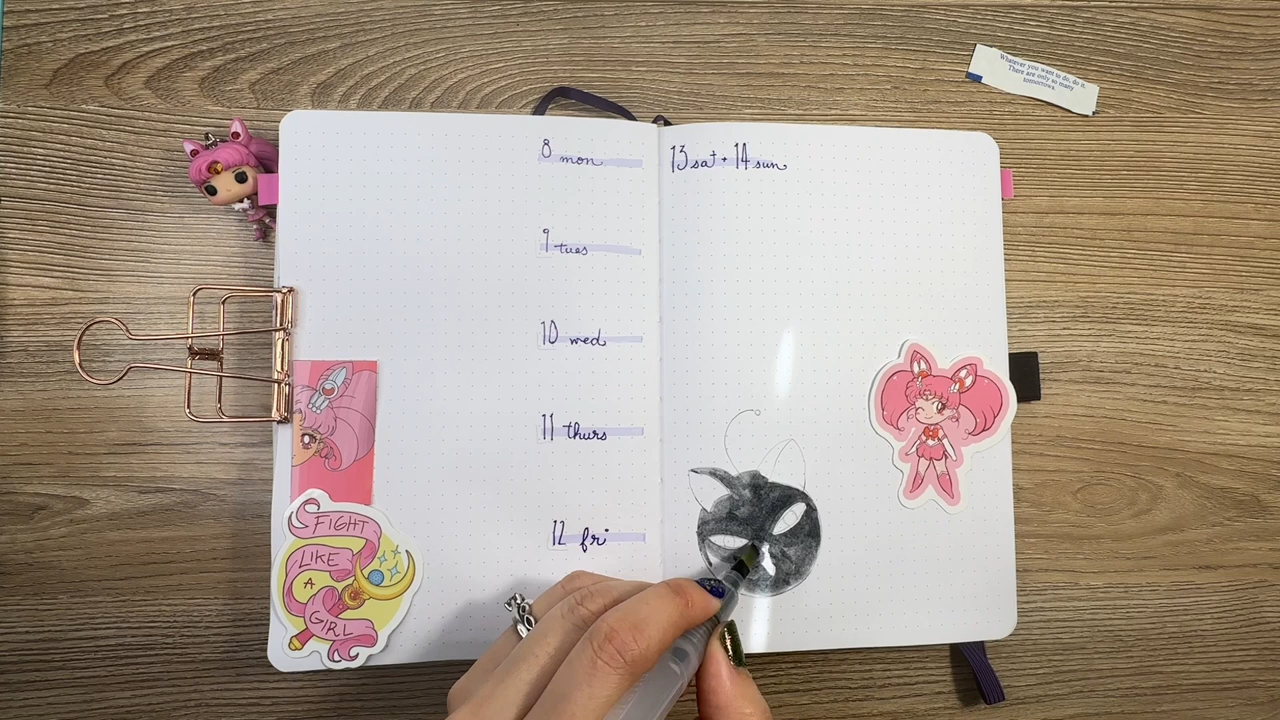 Whatever you want to do, do it.
There are only so many
tomorrows.
8 mon
13 sat + 14 sun
9 tues
10 wed
11 thurs
12 fri
FIGHT
LIKE
A
GIRL